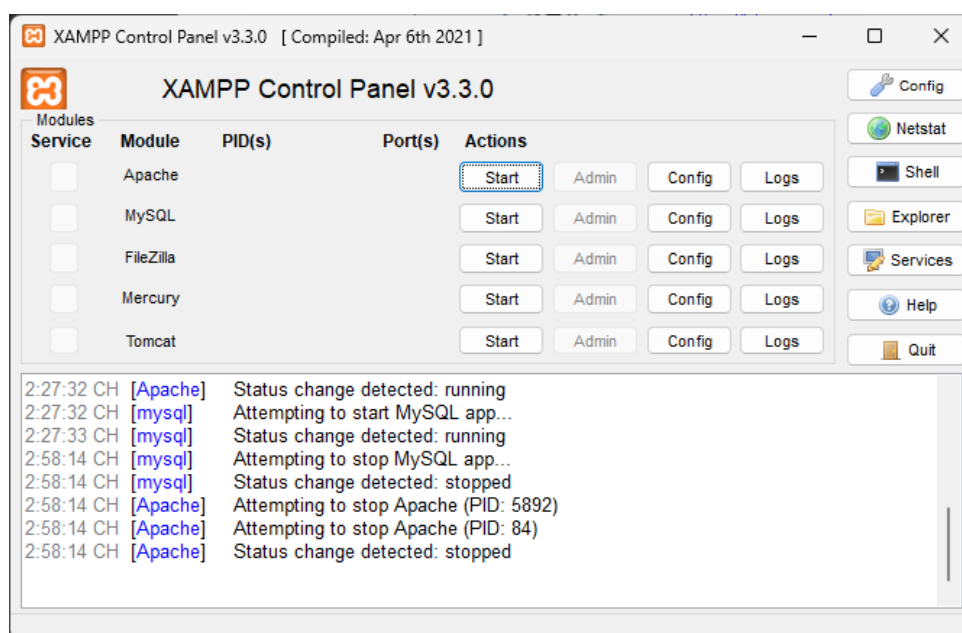 XAMPP Control Panel v3.3.0 [ Compiled: Apr 6th 2021 ]
XAMPP Control Panel v3.3.0
Config
Modules
Netstat
Service Module PID(s) Port(s) Actions
Apache Start Admin Config Logs
Shell
MySQL Start Admin Config Logs
Explorer
FileZilla Start Admin Config Logs
Services
Mercury Start Admin Config Logs
Help
Tomcat Start Admin Config Logs
Quit
2:27:32 CH [Apache] Status change detected: running
2:27:32 CH [mysql] Attempting to start MySQL app...
2:27:33 CH [mysql] Status change detected: running
2:58:14 CH [mysql] Attempting to stop MySQL app...
2:58:14 CH [mysql] Status change detected: stopped
2:58:14 CH [Apache] Attempting to stop Apache (PID: 5892)
2:58:14 CH [Apache] Attempting to stop Apache (PID: 84)
2:58:14 CH [Apache] Status change detected: stopped